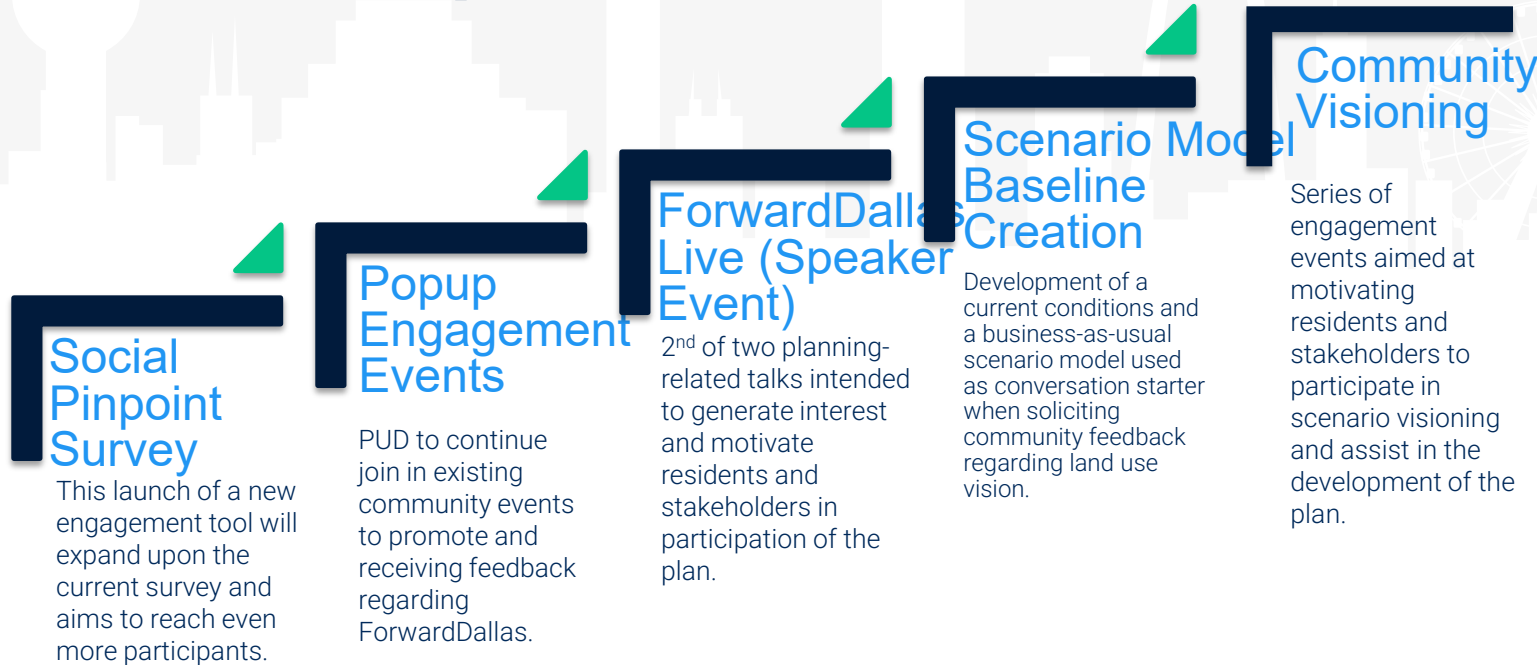 Social
Pinpoint
Survey
This launch of a new
engagement tool will
expand upon the
current survey and
aims to reach even
more participants.
Popup
Engagement
Events
PUD to continue
join in existing
community events
to promote and
receiving feedback
regarding
ForwardDallas.
ForwardDallas
Live (Speaker
Event)
2nd of two planning-
related talks intended
to generate interest
and motivate
residents and
stakeholders in
participation of the
plan.
Scenario Model
Baseline
Creation
Development of a
current conditions and
a business-as-usual
scenario model used
as conversation starter
when soliciting
community feedback
regarding land use
vision.
Community
Visioning
Series of
engagement
events aimed at
motivating
residents and
stakeholders to
participate in
scenario visioning
and assist in the
development of the
plan.